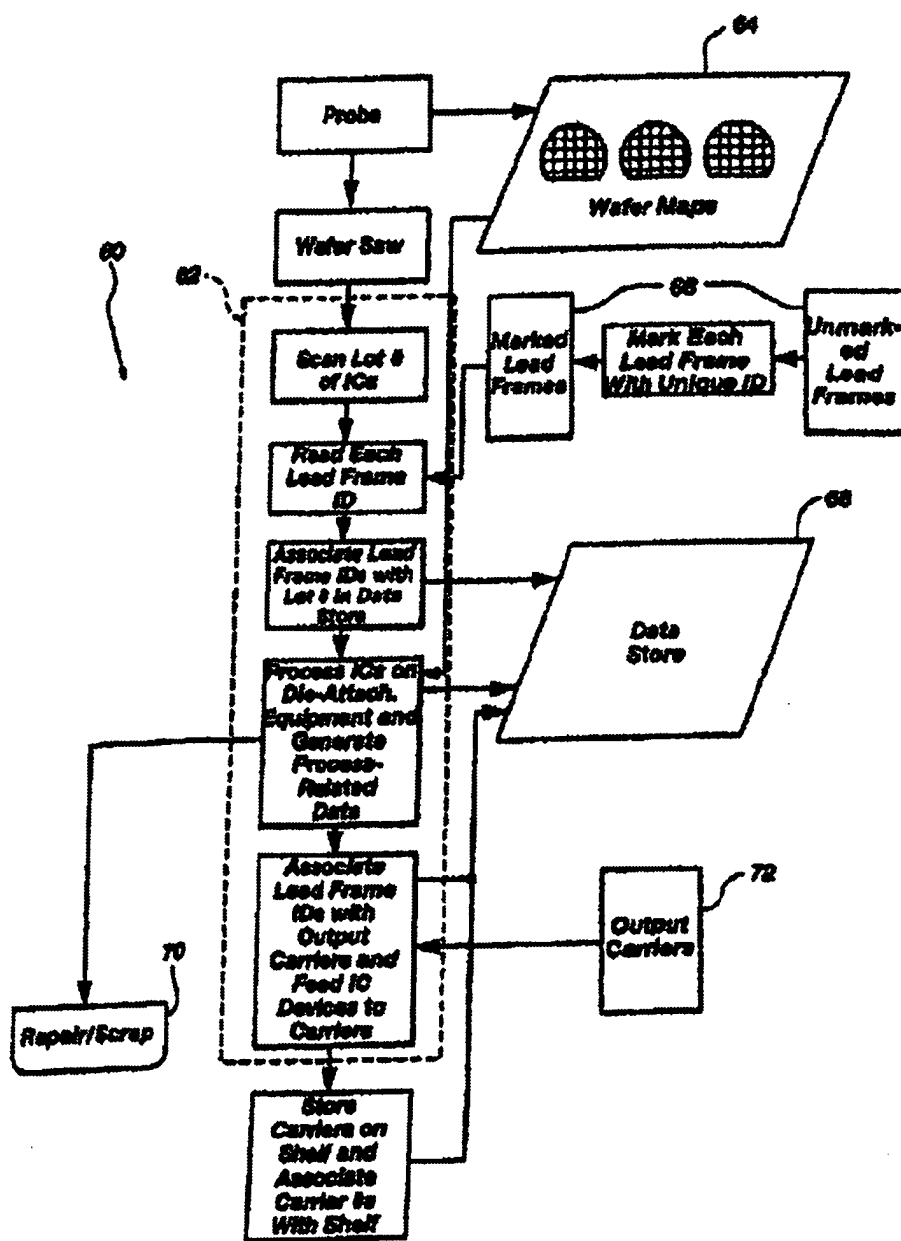 64
Probe
Wafer Maps
Wafer Saw
60
62
Scan Lot #
of ICs
Marked
Lead
Frames
Mark Each
Lead Frame
With Unique ID
Unmark-
ed
Lead
Frames
Read Each
Lead Frame
ID
Associate Lead
Frame IDs with
Lot # in Data
Store
Data
Store
Process ICs on
Die-Attach.
Equipment and
Generate
Process-
Related
Data
Associate
Lead Frame
IDs with
Output
Carriers and
Feed IC
Devices to
Carriers
72
Output
Carriers
70
Repair/Scrap
Store
Carriers on
Shelf and
Associate
Carrier #s
With Shelf